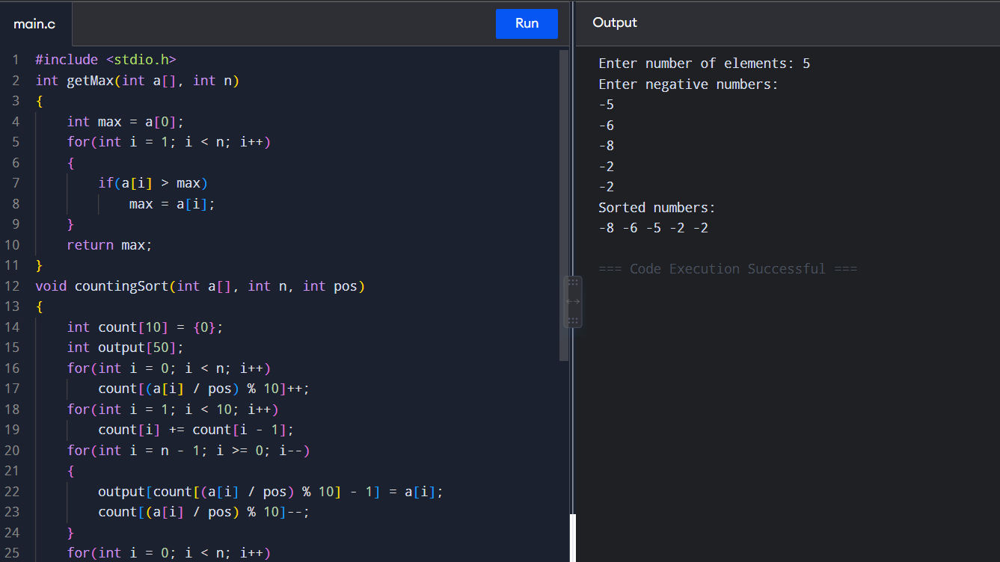 main.c
Run
1 #include <stdio.h>
2 int getMax(int a[], int n)
3 {
4     int max = a[0];
5     for(int i = 1; i < n; i++)
6     {
7         if(a[i] > max)
8             max = a[i];
9     }
10     return max;
11 }
12 void countingSort(int a[], int n, int pos)
13 {
14     int count[10] = {0};
15     int output[50];
16     for(int i = 0; i < n; i++)
17         count[(a[i] / pos) % 10]++;
18     for(int i = 1; i < 10; i++)
19         count[i] += count[i - 1];
20     for(int i = n - 1; i >= 0; i--)
21     {
22         output[count[(a[i] / pos) % 10] - 1] = a[i];
23         count[(a[i] / pos) % 10]--;
24     }
25     for(int i = 0; i < n; i++)
Output
Enter number of elements: 5
Enter negative numbers:
-5
-6
-8
-2
-2
Sorted numbers:
-8 -6 -5 -2 -2
=== Code Execution Successful ===